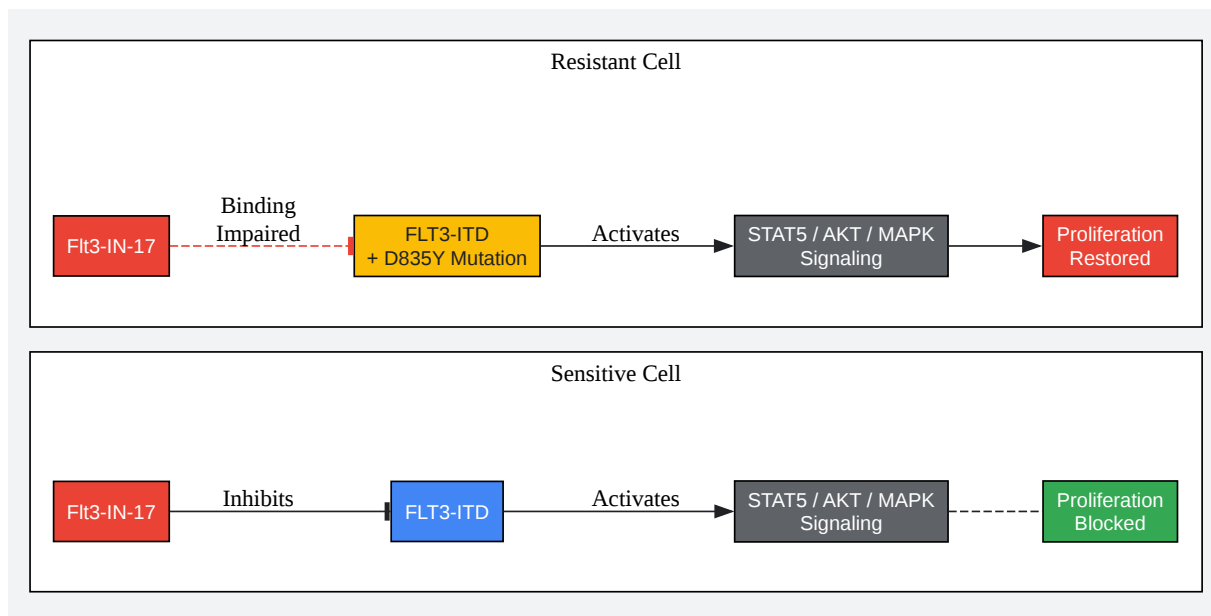 Resistant Cell
Flt3-IN-17
Binding
Impaired
FLT3-ITD
+ D835Y Mutation
Activates
STAT5 / AKT / MAPK
Signaling
Proliferation
Restored
Sensitive Cell
Flt3-IN-17
Inhibits
FLT3-ITD
Activates
STAT5 / AKT / MAPK
Signaling
Proliferation
Blocked